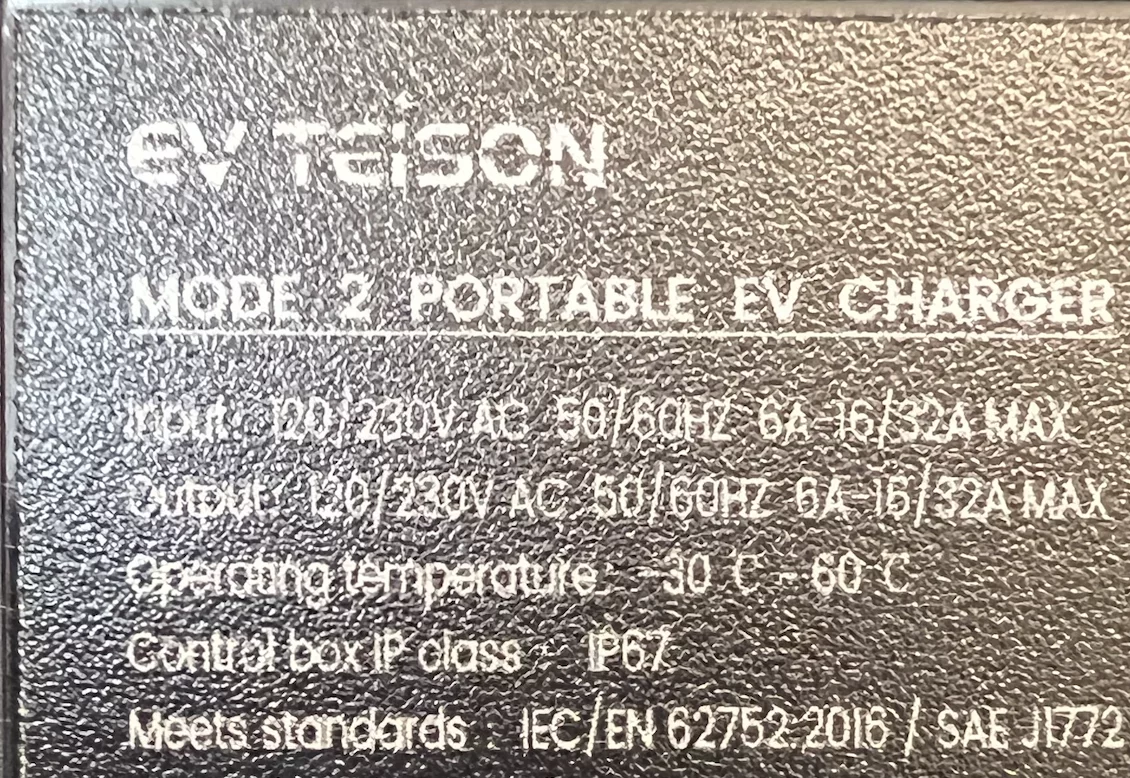 EV TEiSON
MODE 2 PORTABLE EV CHARGER
Input: 120/230V AC 50/60HZ 6A-16/32A MAX
Output: 120/230V AC 50/60HZ 6A-16/32A MAX
Operating temperature: -30°C - 60°C
Control box IP class: IP67
Meets standards: IEC/EN 62752:2016 / SAE J1772